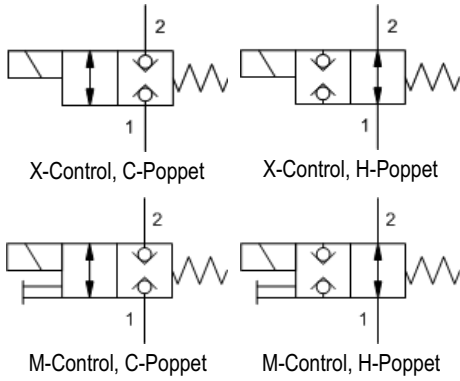 2
1
X-Control, C-Poppet
2
1
X-Control, H-Poppet
2
1
M-Control, C-Poppet
2
1
M-Control, H-Poppet